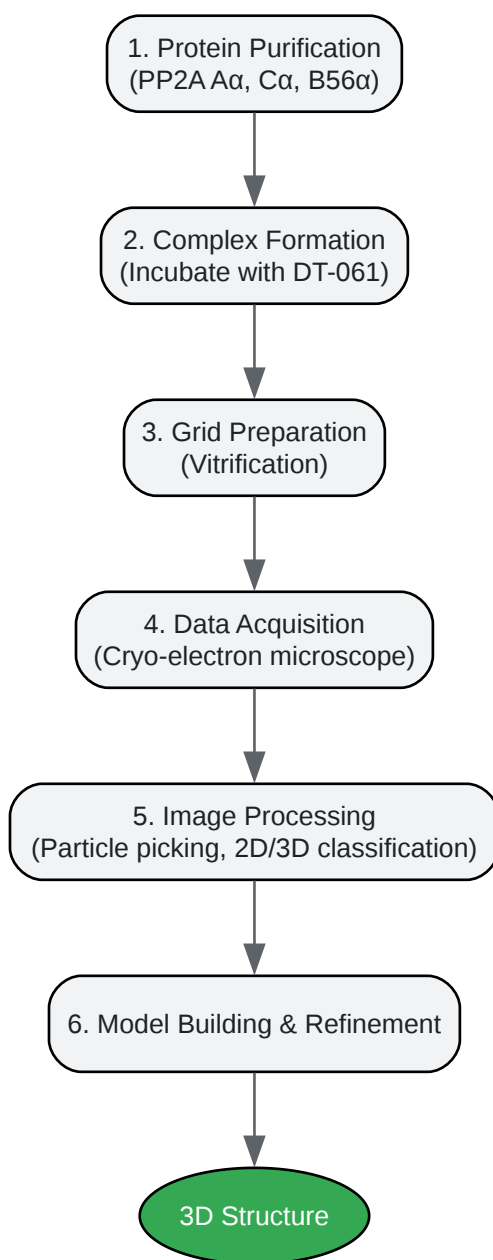 1. Protein Purification
(PP2A Aα, Cα, B56α)
2. Complex Formation
(Incubate with DT-061)
3. Grid Preparation
(Vitrification)
4. Data Acquisition
(Cryo-electron microscope)
5. Image Processing
(Particle picking, 2D/3D classification)
6. Model Building & Refinement
3D Structure